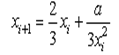 x_{i+1} = \frac{2}{3} x_i + \frac{a}{3x_i^2}